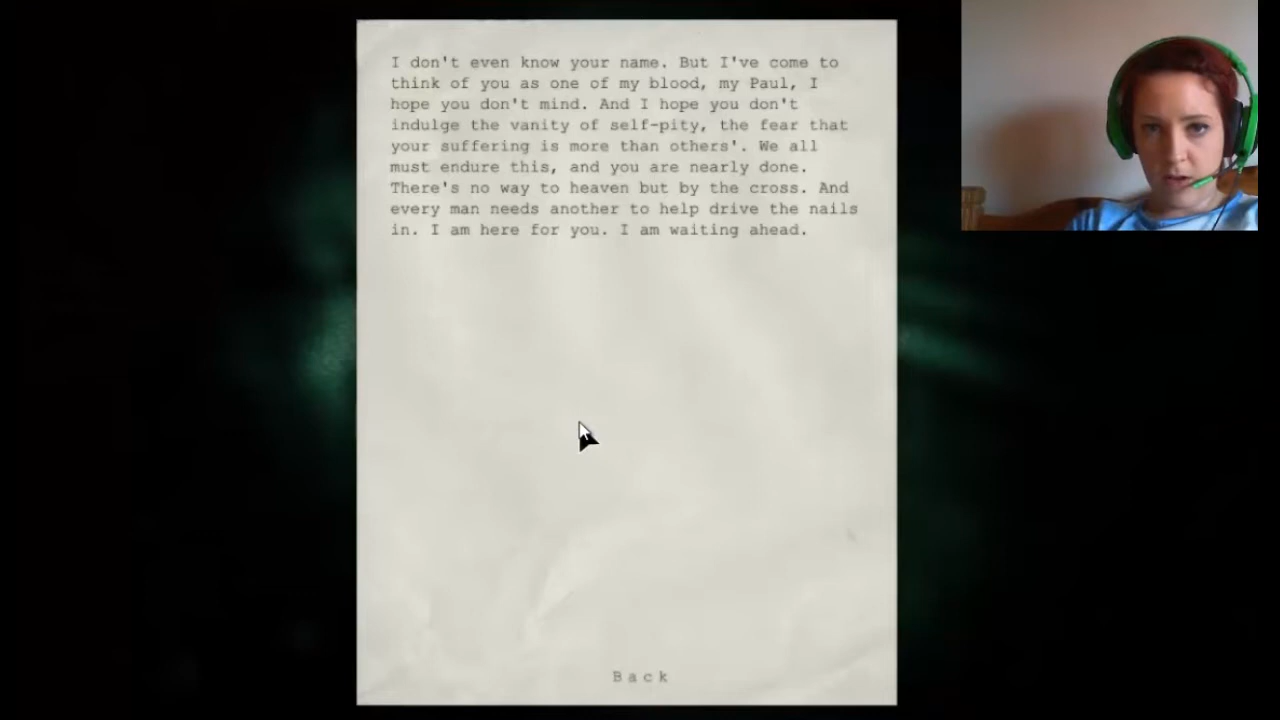 I don't even know your name. But I've come to
think of you as one of my blood, my Paul, I
hope you don't mind. And I hope you don't
indulge the vanity of self-pity, the fear that
your suffering is more than others'. We all
must endure this, and you are nearly done.
There's no way to heaven but by the cross. And
every man needs another to help drive the nails
in. I am here for you. I am waiting ahead.
Back